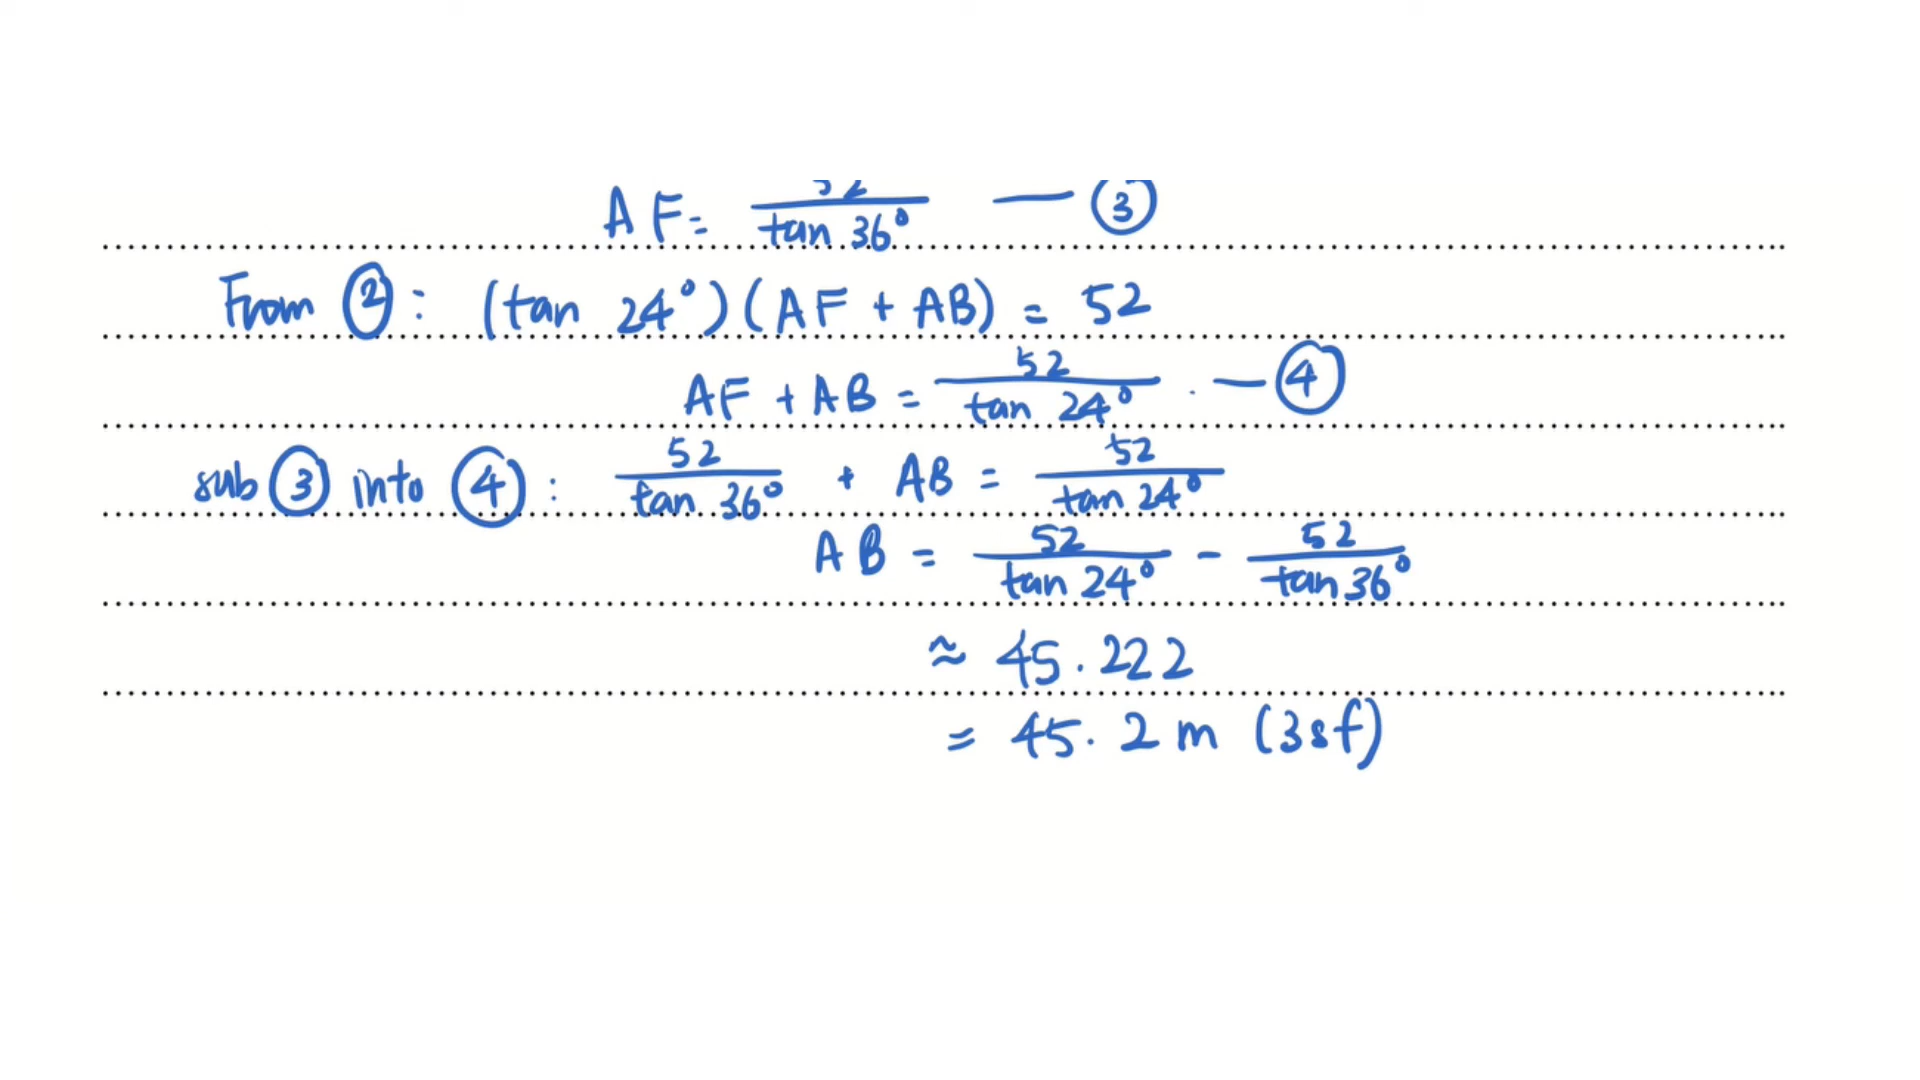 AF = 52/tan 36° — ③
From ②: (tan 24°)(AF + AB) = 52
AF + AB = 52/tan 24° . — ④
sub ③ into ④: 52/tan 36° + AB = 52/tan 24°
AB = 52/tan 24° - 52/tan 36°
≈ 45.222
= 45.2 m (3sf)